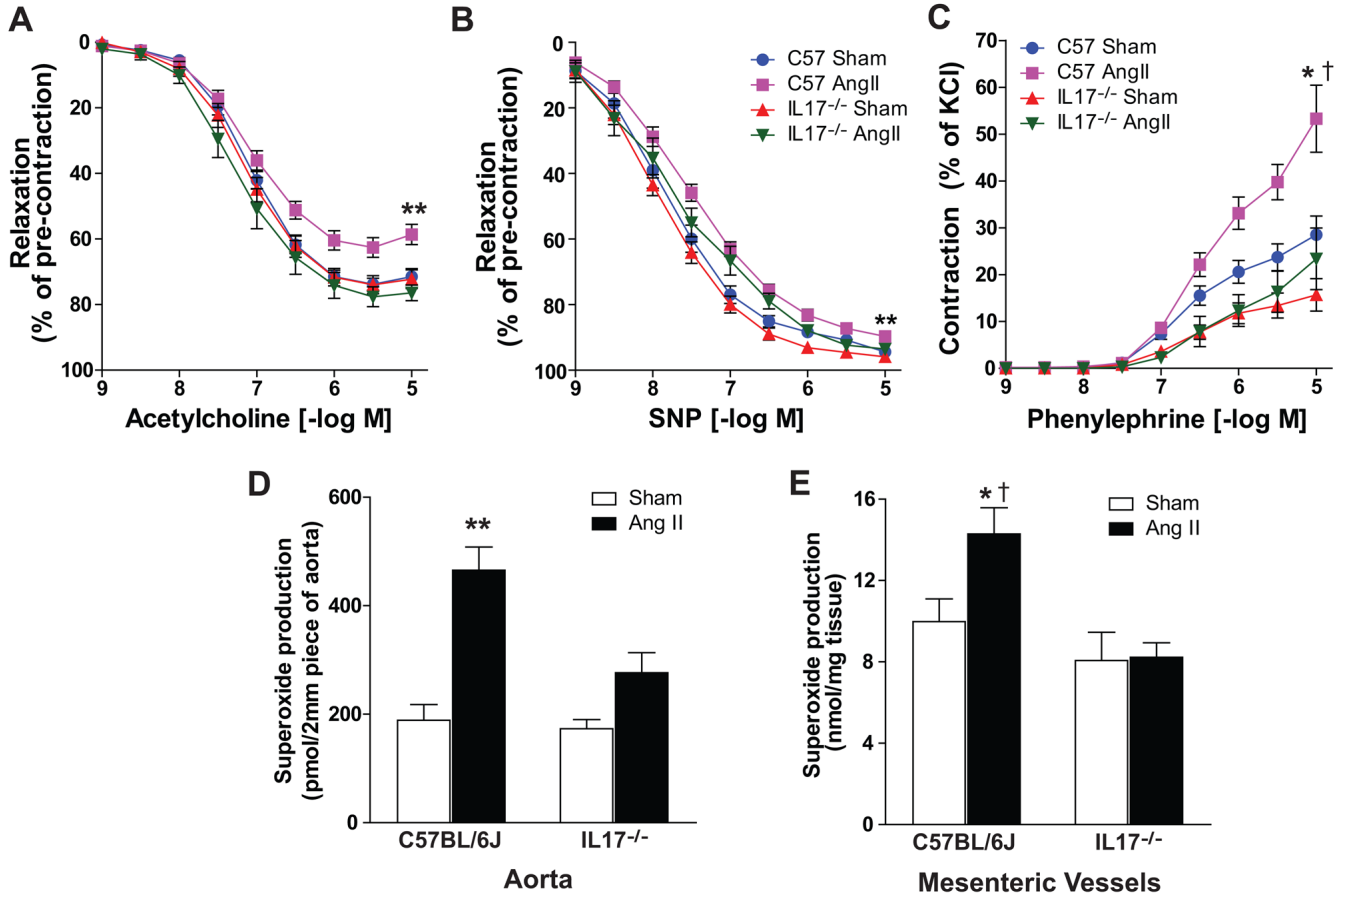 A
0
20
40
60
80
100
Relaxation
(% of pre-contraction)
**
9 8 7 6 5
Acetylcholine [-log M]
B
0
20
40
60
80
100
Relaxation
(% of pre-contraction)
C57 Sham
C57 AngII
IL17-/- Sham
IL17-/- AngII
**
9 8 7 6 5
SNP [-log M]
C
70
60
50
40
30
20
10
0
Contraction (% of KCl)
C57 Sham
C57 AngII
IL17-/- Sham
IL17-/- AngII
* †
9 8 7 6 5
Phenylephrine [-log M]
D
600
400
200
0
Superoxide production
(pmol/2mm piece of aorta)
Sham
Ang II
**
C57BL/6J IL17-/-
Aorta
E
16
12
8
4
0
Superoxide production
(nmol/mg tissue)
* †
Sham
Ang II
C57BL/6J IL17-/-
Mesenteric Vessels